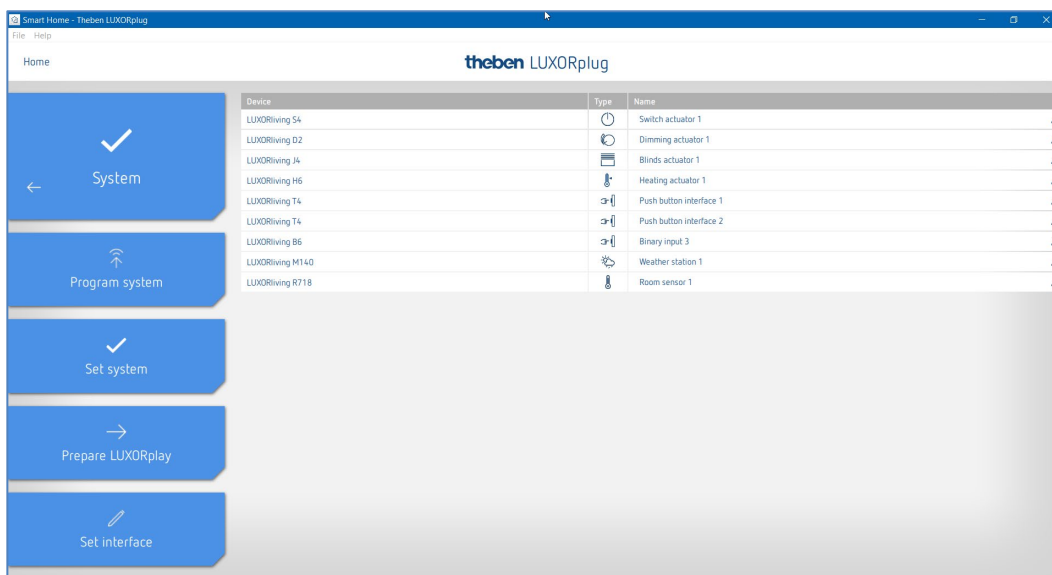 Smart Home - Theben LUXORplug
File Help
Home
theben LUXORplug
System
Program system
Set system
Prepare LUXORplay
Set interface
Device Type Name
LUXORliving S4 Switch actuator 1
LUXORliving D2 Dimming actuator 1
LUXORliving J4 Blinds actuator 1
LUXORliving H6 Heating actuator 1
LUXORliving T4 Push button interface 1
LUXORliving T4 Push button interface 2
LUXORliving B6 Binary input 3
LUXORliving M140 Weather station 1
LUXORliving R718 Room sensor 1